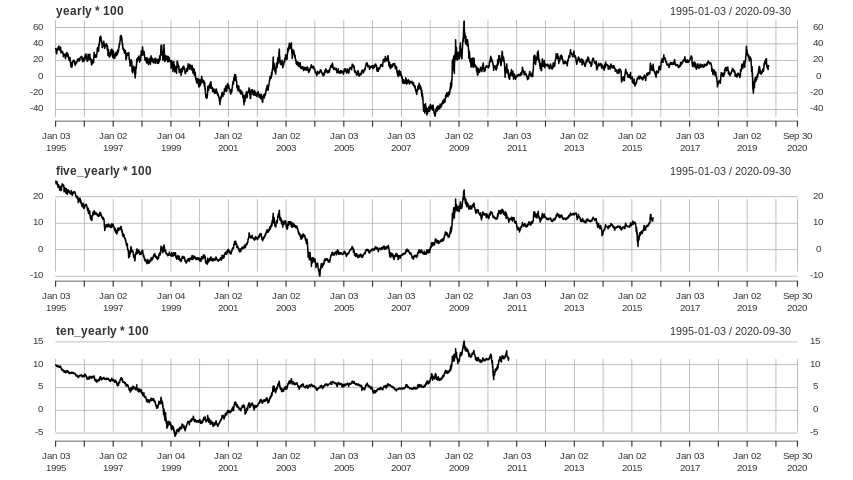 yearly * 100 1995-01-03 / 2020-09-30
60 60
40 40
20 20
0 0
-20 -20
-40 -40
Jan 03 Jan 02 Jan 04 Jan 02 Jan 02 Jan 03 Jan 03 Jan 02 Jan 03 Jan 02 Jan 02 Jan 03 Jan 02 Sep 30
1995 1997 1999 2001 2003 2005 2007 2009 2011 2013 2015 2017 2019 2020
five_yearly * 100 1995-01-03 / 2020-09-30
20 20
10 10
0 0
-10 -10
Jan 03 Jan 02 Jan 04 Jan 02 Jan 02 Jan 03 Jan 03 Jan 02 Jan 03 Jan 02 Jan 02 Jan 03 Jan 02 Sep 30
1995 1997 1999 2001 2003 2005 2007 2009 2011 2013 2015 2017 2019 2020
ten_yearly * 100 1995-01-03 / 2020-09-30
15 15
10 10
5 5
0 0
-5 -5
Jan 03 Jan 02 Jan 04 Jan 02 Jan 02 Jan 03 Jan 03 Jan 02 Jan 03 Jan 02 Jan 02 Jan 03 Jan 02 Sep 30
1995 1997 1999 2001 2003 2005 2007 2009 2011 2013 2015 2017 2019 2020